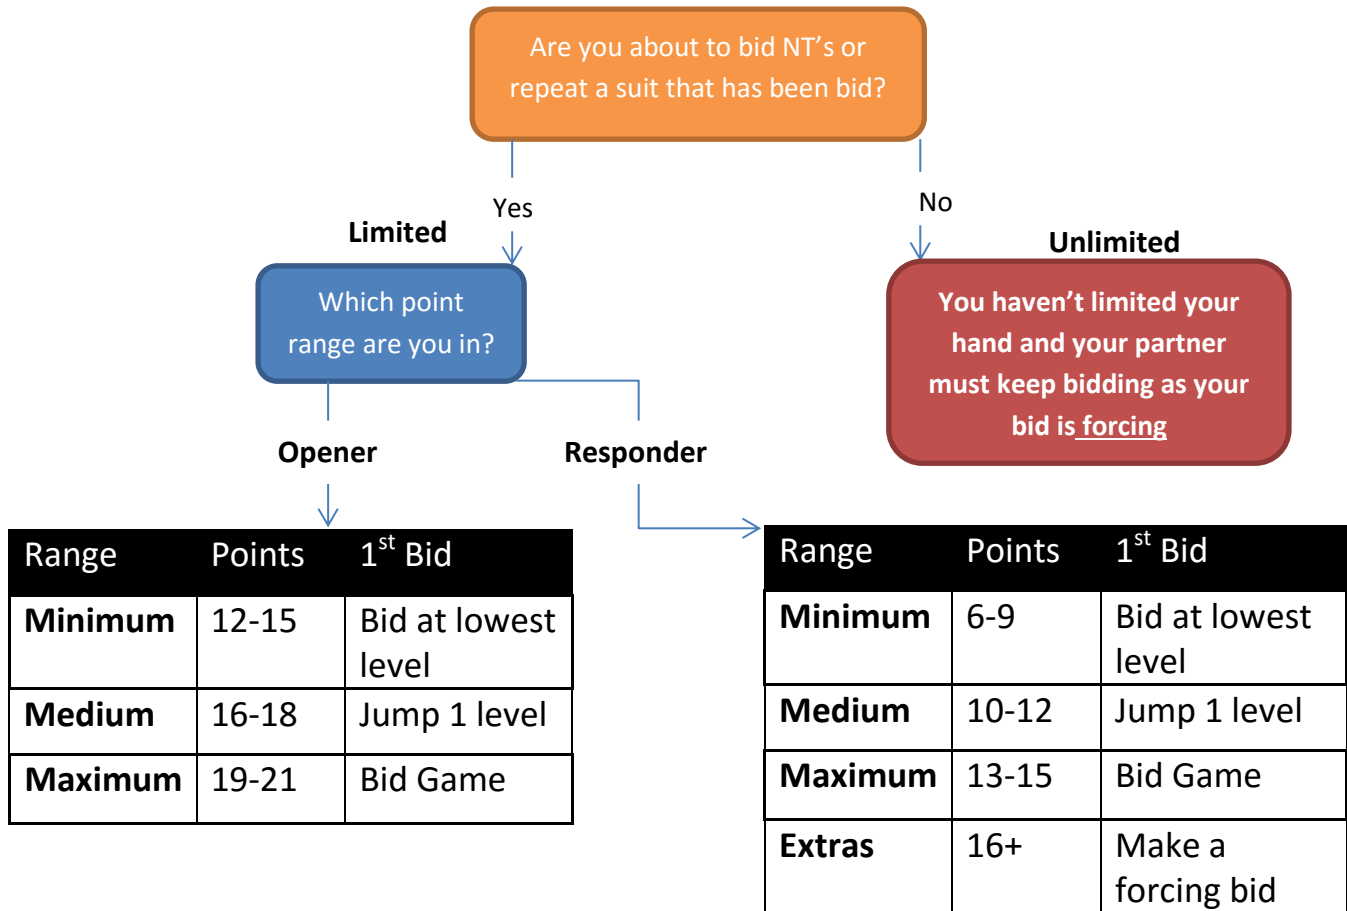 Are you about to bid NT’s or
repeat a suit that has been bid?
Yes
No
Limited
Unlimited
Which point
range are you in?
You haven’t limited your
hand and your partner
must keep bidding as your
bid is forcing
Opener
Responder
Range Points 1st Bid
Minimum 12-15 Bid at lowest
level
Medium 16-18 Jump 1 level
Maximum 19-21 Bid Game
Range Points 1st Bid
Minimum 6-9 Bid at lowest
level
Medium 10-12 Jump 1 level
Maximum 13-15 Bid Game
Extras 16+ Make a
forcing bid